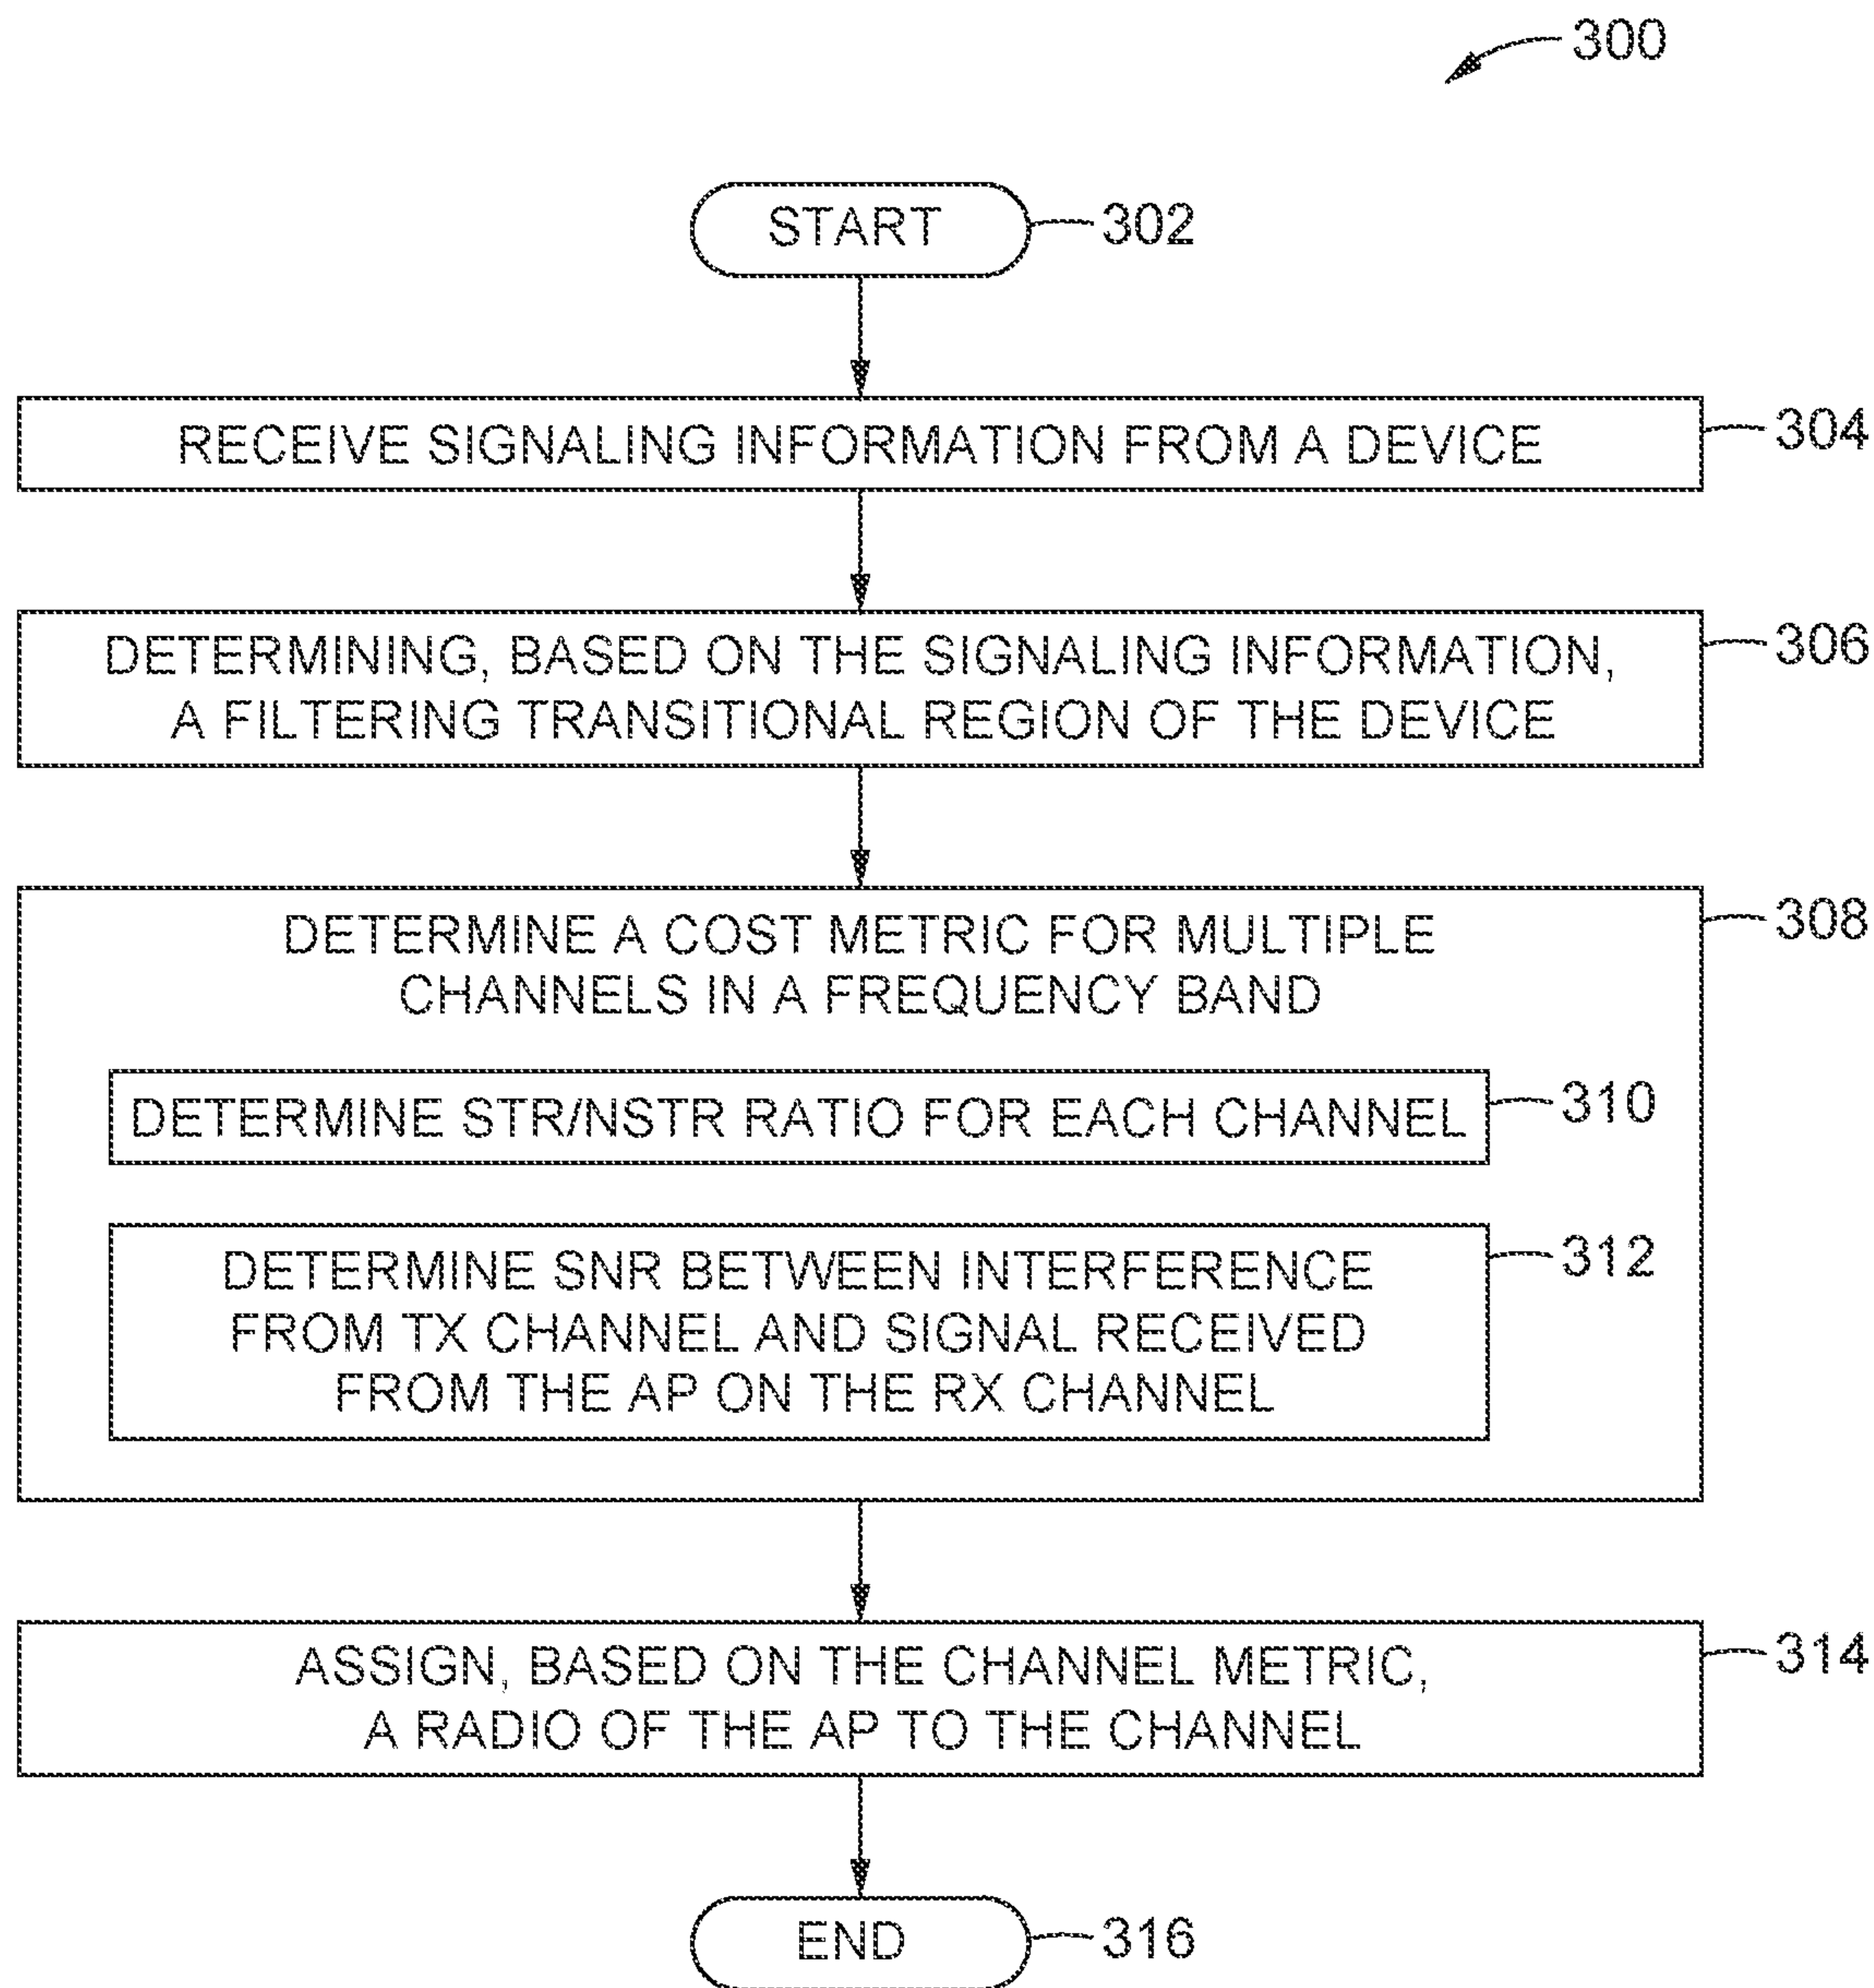 300
START
302
RECEIVE SIGNALING INFORMATION FROM A DEVICE
304
DETERMINING, BASED ON THE SIGNALING INFORMATION,
A FILTERING TRANSITIONAL REGION OF THE DEVICE
306
DETERMINE A COST METRIC FOR MULTIPLE
CHANNELS IN A FREQUENCY BAND
308
DETERMINE STR/NSTR RATIO FOR EACH CHANNEL
310
DETERMINE SNR BETWEEN INTERFERENCE
FROM TX CHANNEL AND SIGNAL RECEIVED
FROM THE AP ON THE RX CHANNEL
312
ASSIGN, BASED ON THE CHANNEL METRIC,
A RADIO OF THE AP TO THE CHANNEL
314
END
316